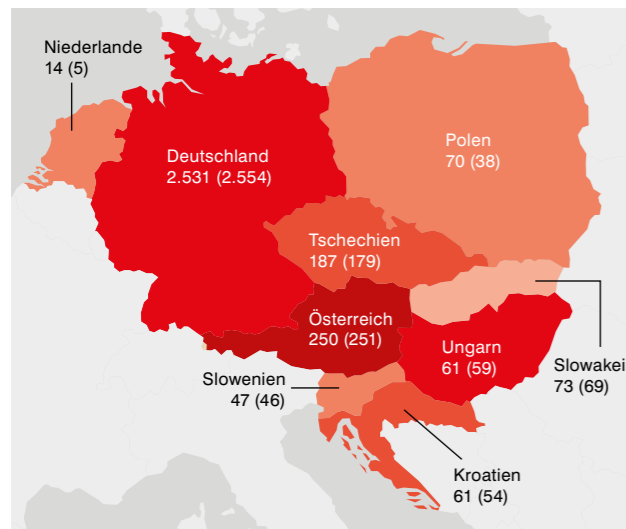 Niederlande
14 (5)
Deutschland
2.531 (2.554)
Polen
70 (38)
Tschechien
187 (179)
Österreich
250 (251)
Ungarn
61 (59)
Slowakei
73 (69)
Slowenien
47 (46)
Kroatien
61 (54)